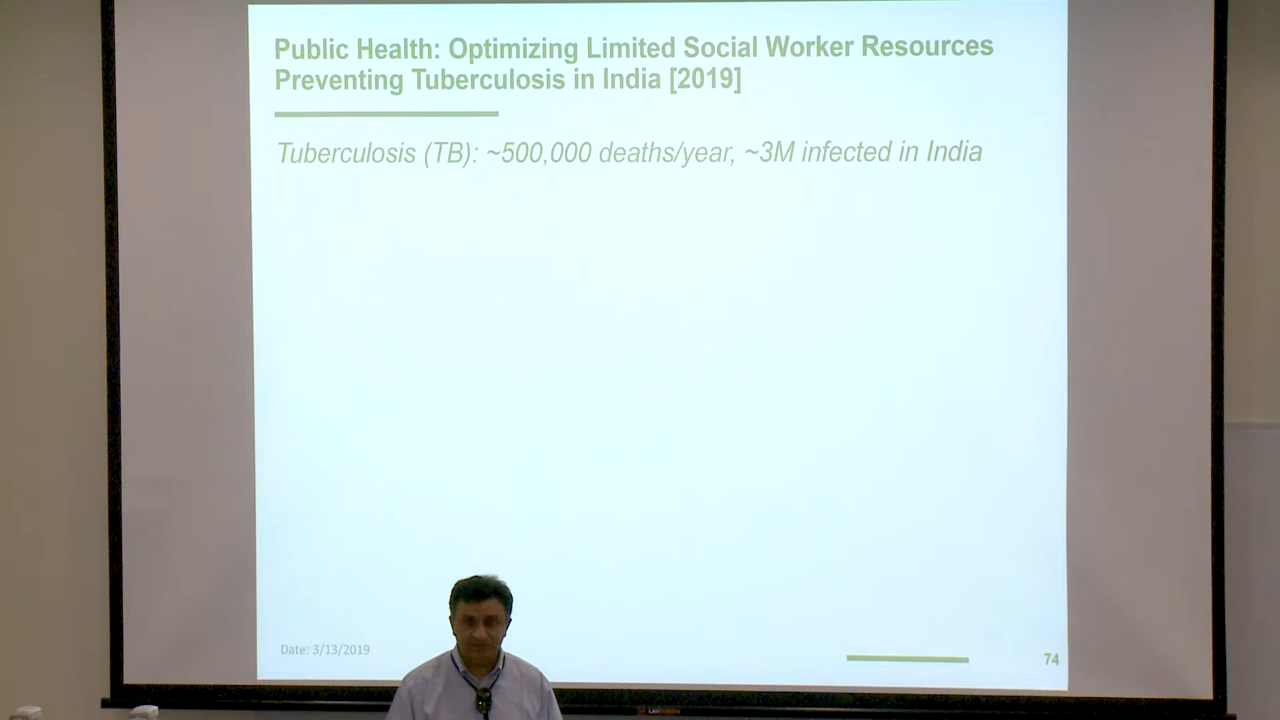 Public Health: Optimizing Limited Social Worker Resources
Preventing Tuberculosis in India [2019]
Tuberculosis (TB): ~500,000 deaths/year, ~3M infected in India
Date: 3/13/2019
74